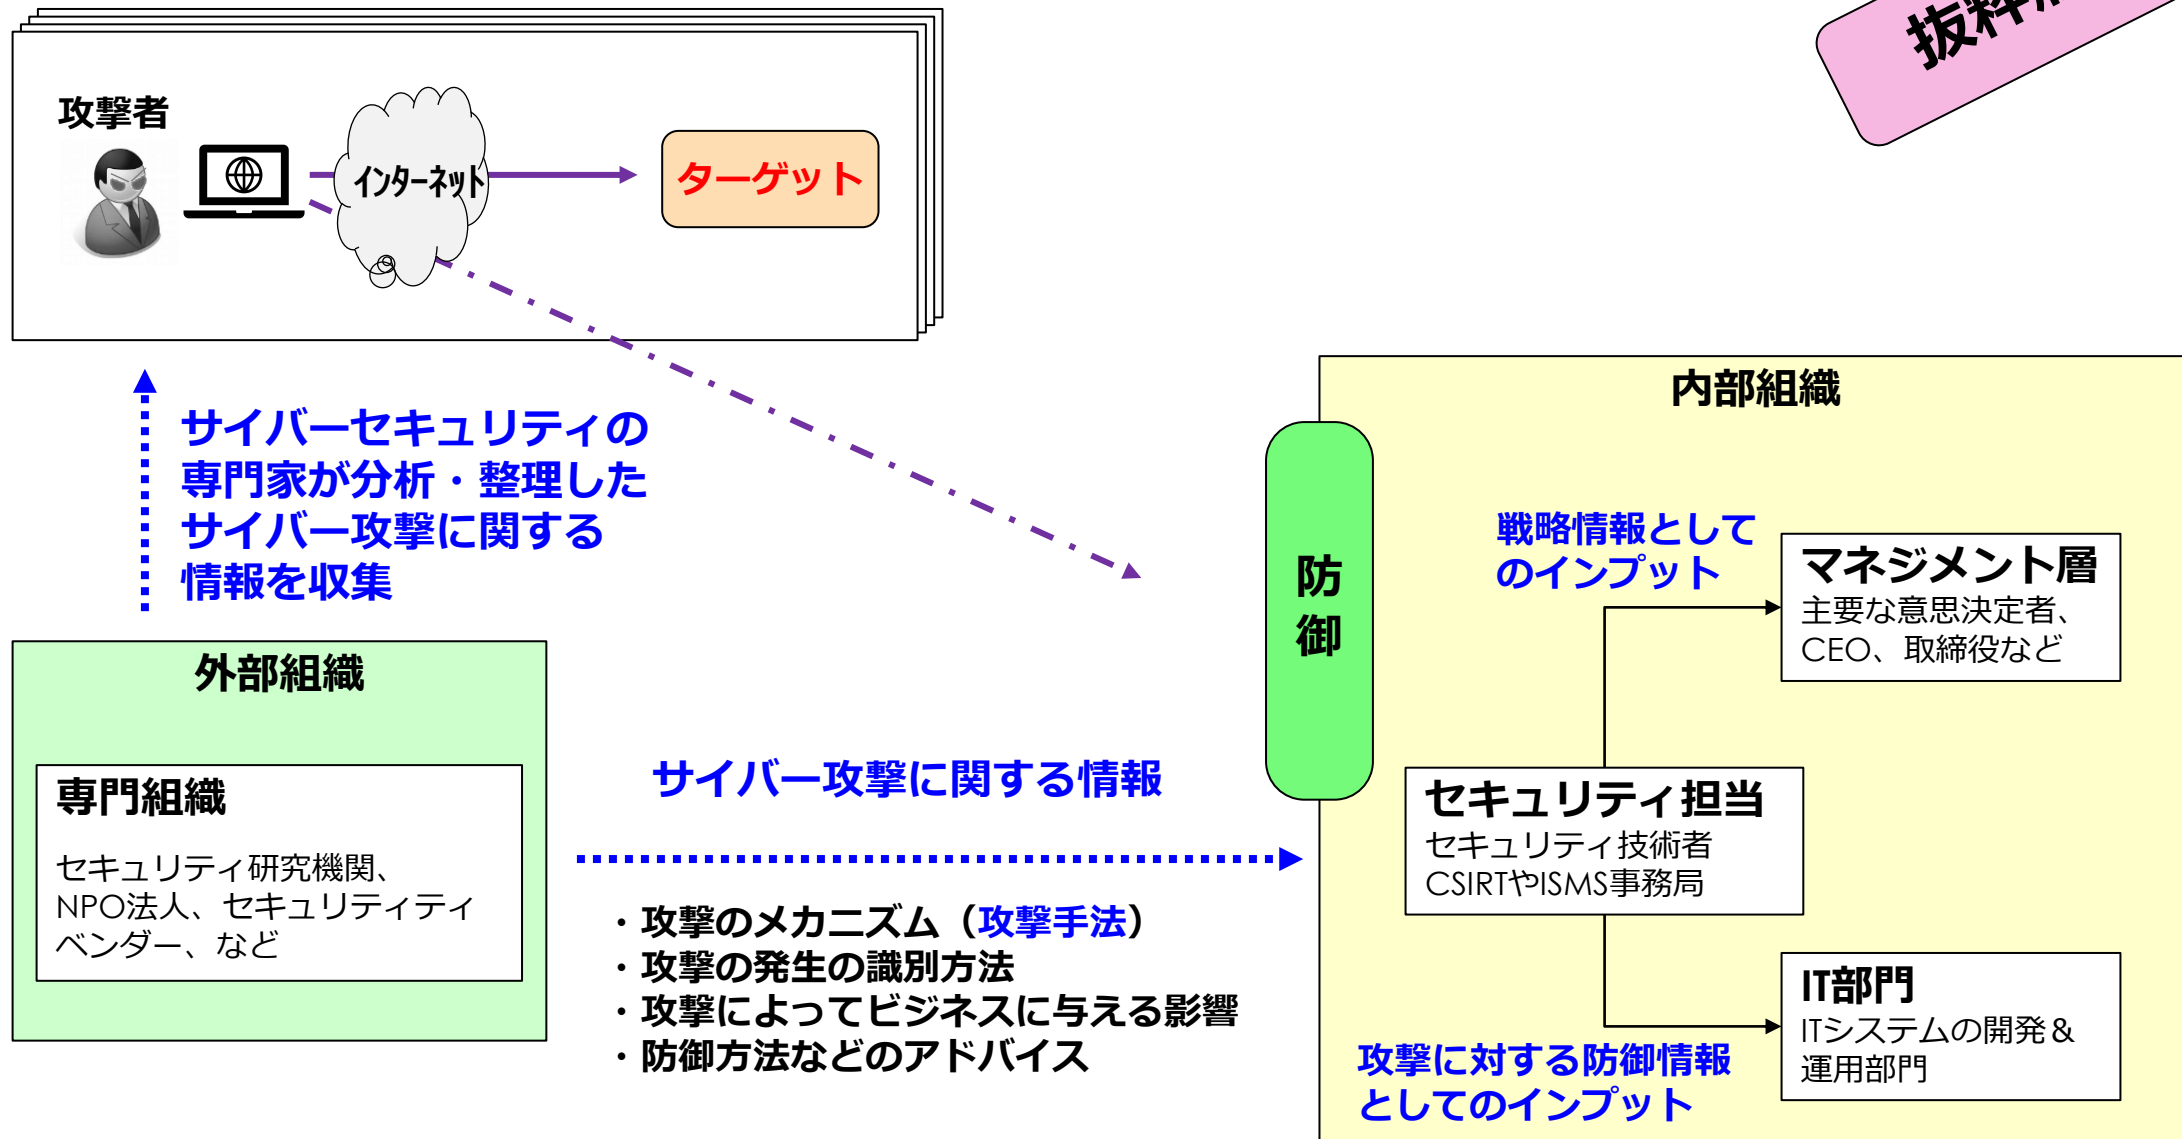 抜粋
攻撃者
インターネット
ターゲット
サイバーセキュリティの
専門家が分析・整理した
サイバー攻撃に関する
情報を収集
外部組織
専門組織
セキュリティ研究機関、
NPO法人、セキュリティティ
ベンダー、など
サイバー攻撃に関する情報
・攻撃のメカニズム（攻撃手法）
・攻撃の発生の識別方法
・攻撃によってビジネスに与える影響
・防御方法などのアドバイス
内部組織
防
御
戦略情報として
のインプット
マネジメント層
主要な意思決定者、
CEO、取締役など
セキュリティ担当
セキュリティ技術者
CSIRTやISMS事務局
IT部門
ITシステムの開発＆
運用部門
攻撃に対する防御情報
としてのインプット